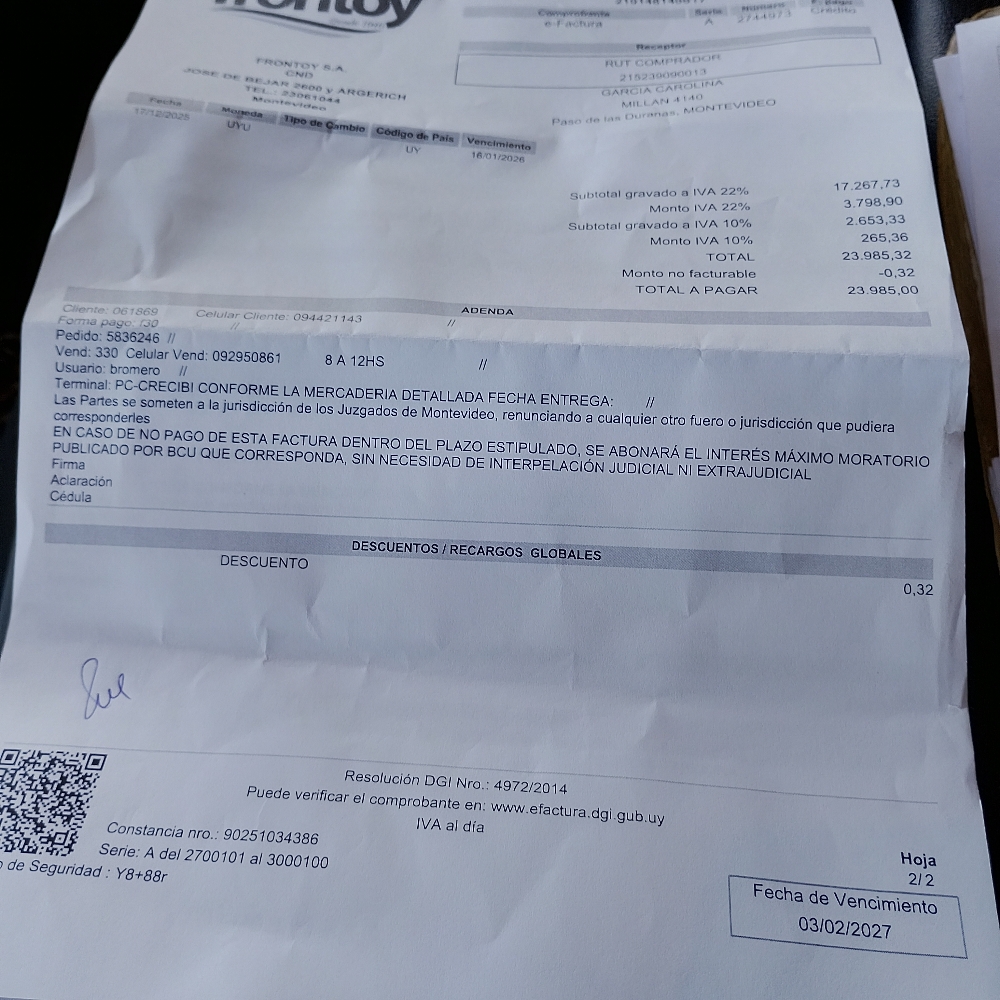 frontoy
Desde 1967
Comprobante Serie Número F. pago
e-Factura A 2744973 Crédito
Receptor
RUT COMPRADOR
215239090013
GARCIA CAROLINA
MILLAN 4140
Paso de las Duranas, MONTEVIDEO
FRONTOY S.A.
CND
JOSE DE BEJAR 2600 y ARGERICH
TEL.: 23061044
Montevideo
Fecha Moneda Tipo de Cambio Código de País Vencimiento
17/12/2025 UYU UY 16/01/2026
Subtotal gravado a IVA 22% 17.267,73
Monto IVA 22% 3.798,90
Subtotal gravado a IVA 10% 2.653,33
Monto IVA 10% 265,36
TOTAL 23.985,32
Monto no facturable -0,32
TOTAL A PAGAR 23.985,00
ADENDA
Cliente: 061869 Celular Cliente: 094421143
Forma pago: f30 // //
Pedido: 5836246 //
Vend: 330 Celular Vend: 092950861 8 A 12HS //
Usuario: bromero //
Terminal: PC-CRECIBI CONFORME LA MERCADERIA DETALLADA FECHA ENTREGA: //
Las Partes se someten a la jurisdicción de los Juzgados de Montevideo, renunciando a cualquier otro fuero o jurisdicción que pudiera
corresponderles
EN CASO DE NO PAGO DE ESTA FACTURA DENTRO DEL PLAZO ESTIPULADO, SE ABONARÁ EL INTERÉS MÁXIMO MORATORIO
PUBLICADO POR BCU QUE CORRESPONDA, SIN NECESIDAD DE INTERPELACIÓN JUDICIAL NI EXTRAJUDICIAL
Firma
Aclaración
Cédula
DESCUENTOS / RECARGOS GLOBALES
DESCUENTO 0,32
Resolución DGI Nro.: 4972/2014
Puede verificar el comprobante en: www.efactura.dgi.gub.uy
IVA al día
Constancia nro.: 90251034386
Serie: A del 2700101 al 3000100
de Seguridad : Y8+88r
Hoja
2/2
Fecha de Vencimiento
03/02/2027